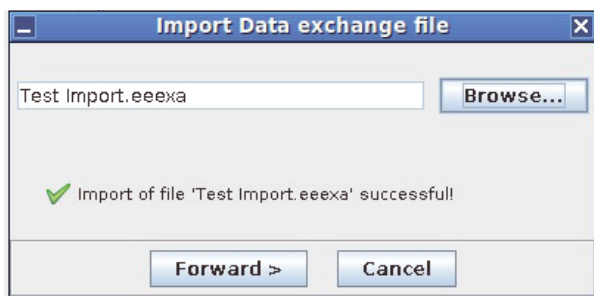 Import Data exchange file
Test Import.eeexa
Browse...
Import of file 'Test Import.eeexa' successful!
Forward >
Cancel